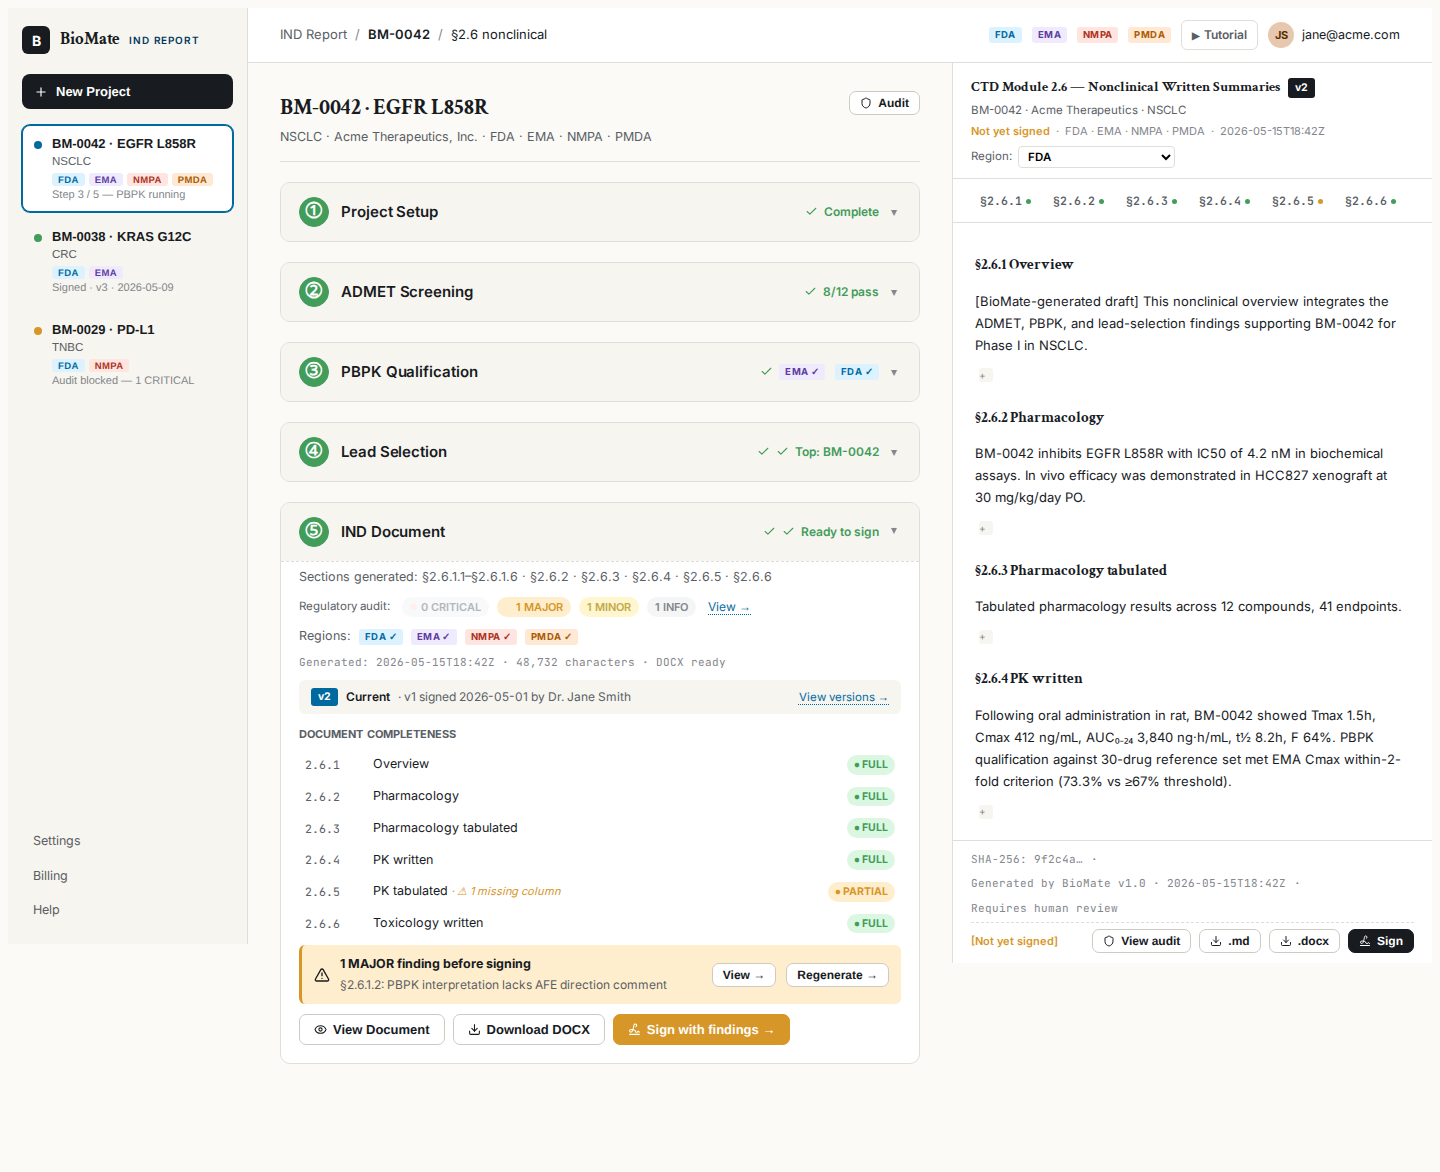 B BioMate IND REPORT
+ New Project
BM-0042 · EGFR L858R
NSCLC
FDA EMA NMPA PMDA
Step 3 / 5 — PBPK running
BM-0038 · KRAS G12C
CRC
FDA EMA
Signed · v3 · 2026-05-09
BM-0029 · PD-L1
TNBC
FDA NMPA
Audit blocked — 1 CRITICAL
Settings
Billing
Help
IND Report / BM-0042 / §2.6 nonclinical
FDA EMA NMPA PMDA ▶ Tutorial JS jane@acme.com
BM-0042 · EGFR L858R
Audit
NSCLC · Acme Therapeutics, Inc. · FDA · EMA · NMPA · PMDA
① Project Setup ✓ Complete ▼
② ADMET Screening ✓ 8/12 pass ▼
③ PBPK Qualification ✓ EMA ✓ FDA ✓ ▼
④ Lead Selection ✓ ✓ Top: BM-0042 ▼
⑤ IND Document ✓ ✓ Ready to sign ▼
Sections generated: §2.6.1.1–§2.6.1.6 · §2.6.2 · §2.6.3 · §2.6.4 · §2.6.5 · §2.6.6
Regulatory audit: 0 CRITICAL 1 MAJOR 1 MINOR 1 INFO View →
Regions: FDA ✓ EMA ✓ NMPA ✓ PMDA ✓
Generated: 2026-05-15T18:42Z · 48,732 characters · DOCX ready
v2 Current · v1 signed 2026-05-01 by Dr. Jane Smith View versions →
DOCUMENT COMPLETENESS
2.6.1 Overview ● FULL
2.6.2 Pharmacology ● FULL
2.6.3 Pharmacology tabulated ● FULL
2.6.4 PK written ● FULL
2.6.5 PK tabulated · ⚠ 1 missing column ● PARTIAL
2.6.6 Toxicology written ● FULL
1 MAJOR finding before signing
§2.6.1.2: PBPK interpretation lacks AFE direction comment
View → Regenerate →
View Document Download DOCX Sign with findings →
CTD Module 2.6 — Nonclinical Written Summaries v2
BM-0042 · Acme Therapeutics · NSCLC
Not yet signed · FDA · EMA · NMPA · PMDA · 2026-05-15T18:42Z
Region: FDA
§2.6.1 ● §2.6.2 ● §2.6.3 ● §2.6.4 ● §2.6.5 ● §2.6.6 ●
§2.6.1 Overview
[BioMate-generated draft] This nonclinical overview integrates the
ADMET, PBPK, and lead-selection findings supporting BM-0042 for
Phase I in NSCLC.
+
§2.6.2 Pharmacology
BM-0042 inhibits EGFR L858R with IC50 of 4.2 nM in biochemical
assays. In vivo efficacy was demonstrated in HCC827 xenograft at
30 mg/kg/day PO.
+
§2.6.3 Pharmacology tabulated
Tabulated pharmacology results across 12 compounds, 41 endpoints.
+
§2.6.4 PK written
Following oral administration in rat, BM-0042 showed Tmax 1.5h,
Cmax 412 ng/mL, AUC₀₋₂₄ 3,840 ng·h/mL, t½ 8.2h, F 64%. PBPK
qualification against 30-drug reference set met EMA Cmax within-2-
fold criterion (73.3% vs ≥67% threshold).
+
SHA-256: 9f2c4a… ·
Generated by BioMate v1.0 · 2026-05-15T18:42Z ·
Requires human review
[Not yet signed] View audit .md .docx Sign